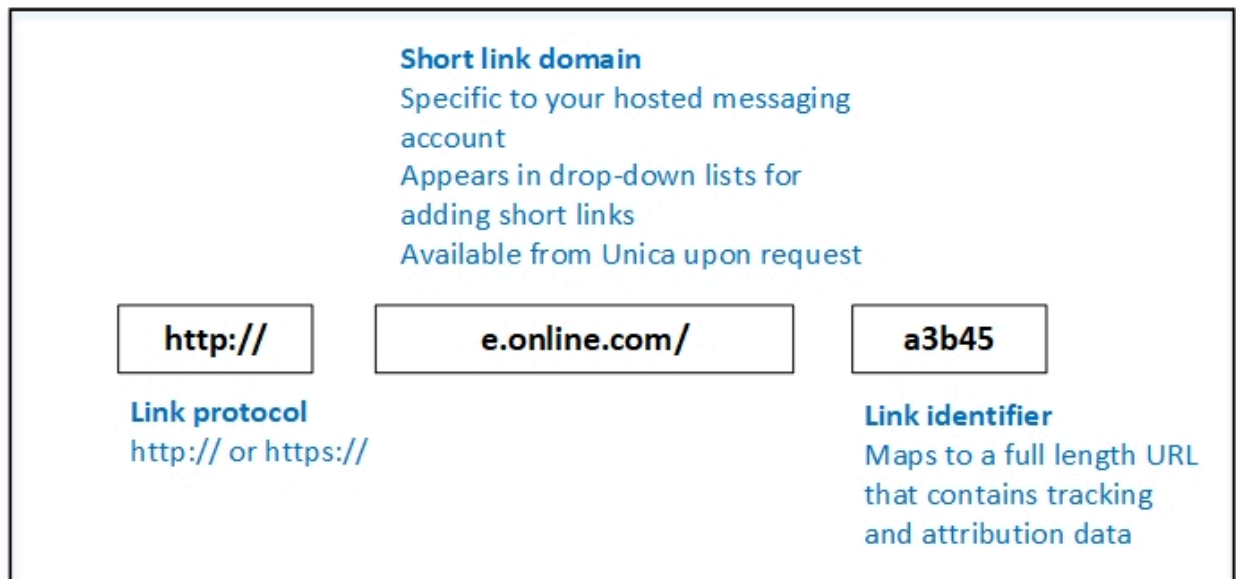 Short link domain
Specific to your hosted messaging
account
Appears in drop-down lists for
adding short links
Available from Unica upon request
http://
e.online.com/
a3b45
Link protocol
http:// or https://
Link identifier
Maps to a full length URL
that contains tracking
and attribution data